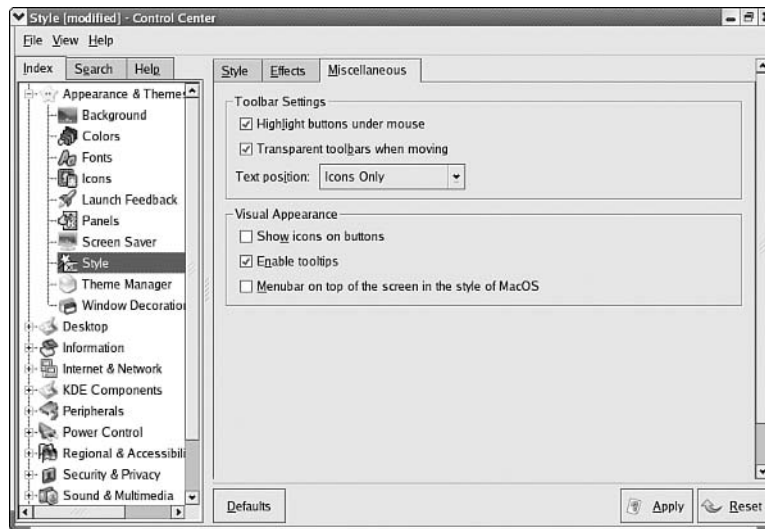 Style [modified] - Control Center
File View Help
Index Search Help
Appearance & Themes
Background
Colors
Fonts
Icons
Launch Feedback
Panels
Screen Saver
Style
Theme Manager
Window Decoration
Desktop
Information
Internet & Network
KDE Components
Peripherals
Power Control
Regional & Accessibili
Security & Privacy
Sound & Multimedia
Style Effects Miscellaneous
Toolbar Settings
Highlight buttons under mouse
Transparent toolbars when moving
Text position: Icons Only
Visual Appearance
Show icons on buttons
Enable tooltips
Menubar on top of the screen in the style of MacOS
Defaults Apply Reset